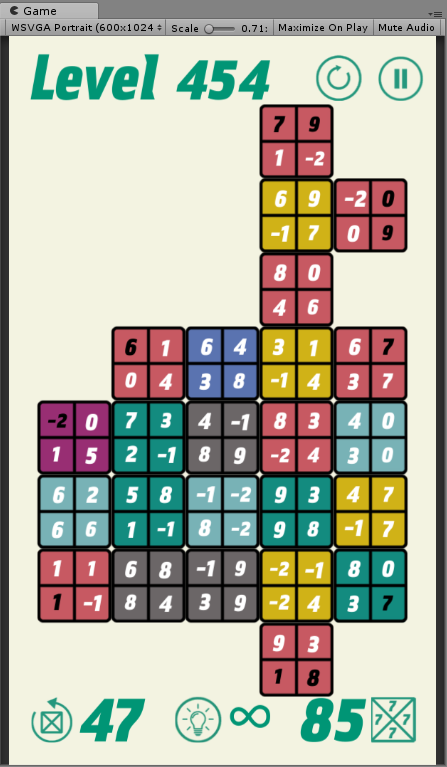 Game
WSVGA Portrait (600x1024 Scale 0.71: Maximize On Play Mute Audio
Level 454
7 9
1 -2
6 9 -2 0
-1 7 0 9
8 0
4 6
6 1 6 4 3 1 6 7
0 4 3 8 -1 4 3 7
-2 0 7 3 4 -1 8 3 4 0
1 5 2 -1 8 9 -2 4 3 0
6 2 5 8 -1 -2 9 3 4 7
6 6 1 -1 8 -2 9 8 -1 7
1 1 6 8 -1 9 -2 -1 8 0
1 -1 8 4 3 9 -2 4 3 7
9 3
1 8
47 ∞ 85 7 7 7 7